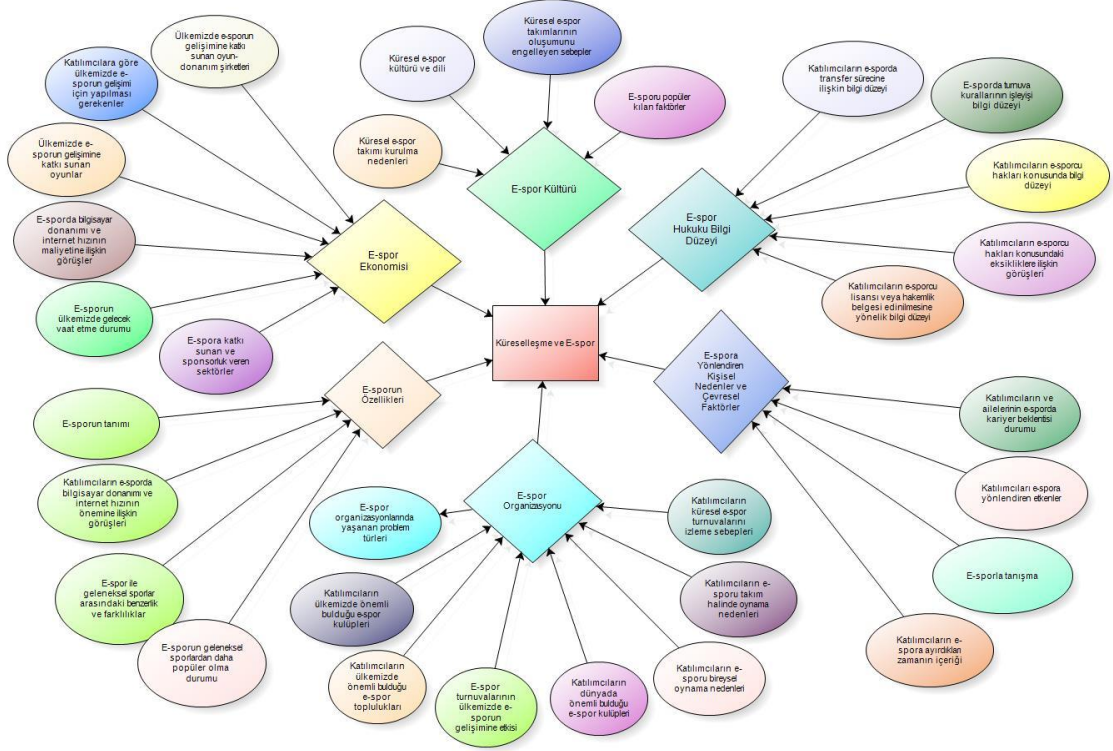 Ülkemizde e-sporun
gelişimine katkı
sunan oyun-
donanım şirketleri
Katılımcılara göre
ülkemizde e-
sporun gelişimi
için yapılması
gerekenler
Ülkemizde e-
sporun gelişimine
katkı sunan
oyunlar
E-sporda bilgisayar
donanımı ve
internet hızının
maliyetine ilişkin
görüşler
E-sporun
ülkemizde gelecek
vaat etme durumu
E-spora katkı
sunan ve
sponsorluk veren
sektörler
E-spor
Ekonomisi
Küresel e-spor
kültürü ve dili
Küresel e-spor
takımlarının
oluşumunu
engelleyen sebepler
E-sporu popüler
kılan faktörler
Küresel e-spor
takımı kurulma
nedenleri
E-spor Kültürü
Katılımcıların e-sporda
transfer sürecine
ilişkin bilgi düzeyi
E-sporda turnuva
kurallarının işleyişi
bilgi düzeyi
Katılımcıların e-sporcu
hakları konusunda bilgi
düzeyi
Katılımcıların e-sporcu
hakları konusundaki
eksikliklere ilişkin
görüşleri
Katılımcıların e-sporcu
lisansı veya hakemlik
belgesi edinilmesine
yönelik bilgi düzeyi
E-spor
Hukuku Bilgi
Düzeyi
Küreselleşme ve E-spor
E-sporun
Özellikleri
E-sporun tanımı
Katılımcıların e-sporda
bilgisayar donanımı ve
internet hızının
önemine ilişkin
görüşleri
E-spor ile
geleneksel sporlar
arasındaki benzerlik
ve farklılıklar
E-sporun geleneksel
sporlardan daha
popüler olma
durumu
E-spora
Yönlendiren
Kişisel
Nedenler ve
Çevresel
Faktörler
Katılımcıların ve
ailelerinin e-sporda
kariyer beklentisi
durumu
Katılımcıları e-spora
yönlendiren etkenler
E-sporla tanışma
Katılımcıların e-
spora ayırdıkları
zamanın içeriği
E-spor
Organizasyonu
E-spor
organizasyonlarında
yaşanan problem
türleri
Katılımcıların
ülkemizde önemli
bulduğu e-spor
kulüpleri
Katılımcıların
ülkemizde
önemli bulduğu
e-spor
toplulukları
E-spor
turnuvalarının
ülkemizde e-
sporun
gelişimine etkisi
Katılımcıların
dünyada
önemli bulduğu
e-spor kulüpleri
Katılımcıların e-
sporu bireysel
oynama nedenleri
Katılımcıların e-
sporu takım
halinde oynama
nedenleri
Katılımcıların
küresel e-spor
turnuvalarını
izleme sebepleri